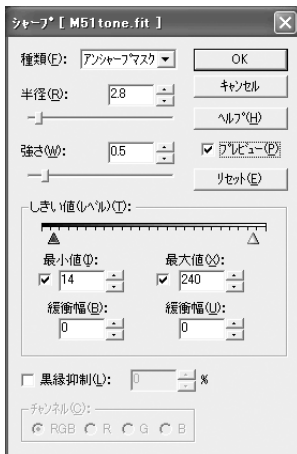 ｼｬｰﾌﾟ [ M51tone.fit ]
種類(F): ｱﾝｼｬｰﾌﾟﾏｽｸ OK
半径(R): 2.8 ｷｬﾝｾﾙ
ﾍﾙﾌﾟ(H)
強さ(W): 0.5 ﾌﾟﾚﾋﾞｭｰ(P)
ﾘｾｯﾄ(E)
しきい値(ﾚﾍﾞﾙ)(T):
最小値(I): 最大値(X):
14 240
緩衝幅(B): 緩衝幅(U):
0 0
黒縁抑制(L): 0 %
ﾁｬﾝﾈﾙ(C):
RGB R G B